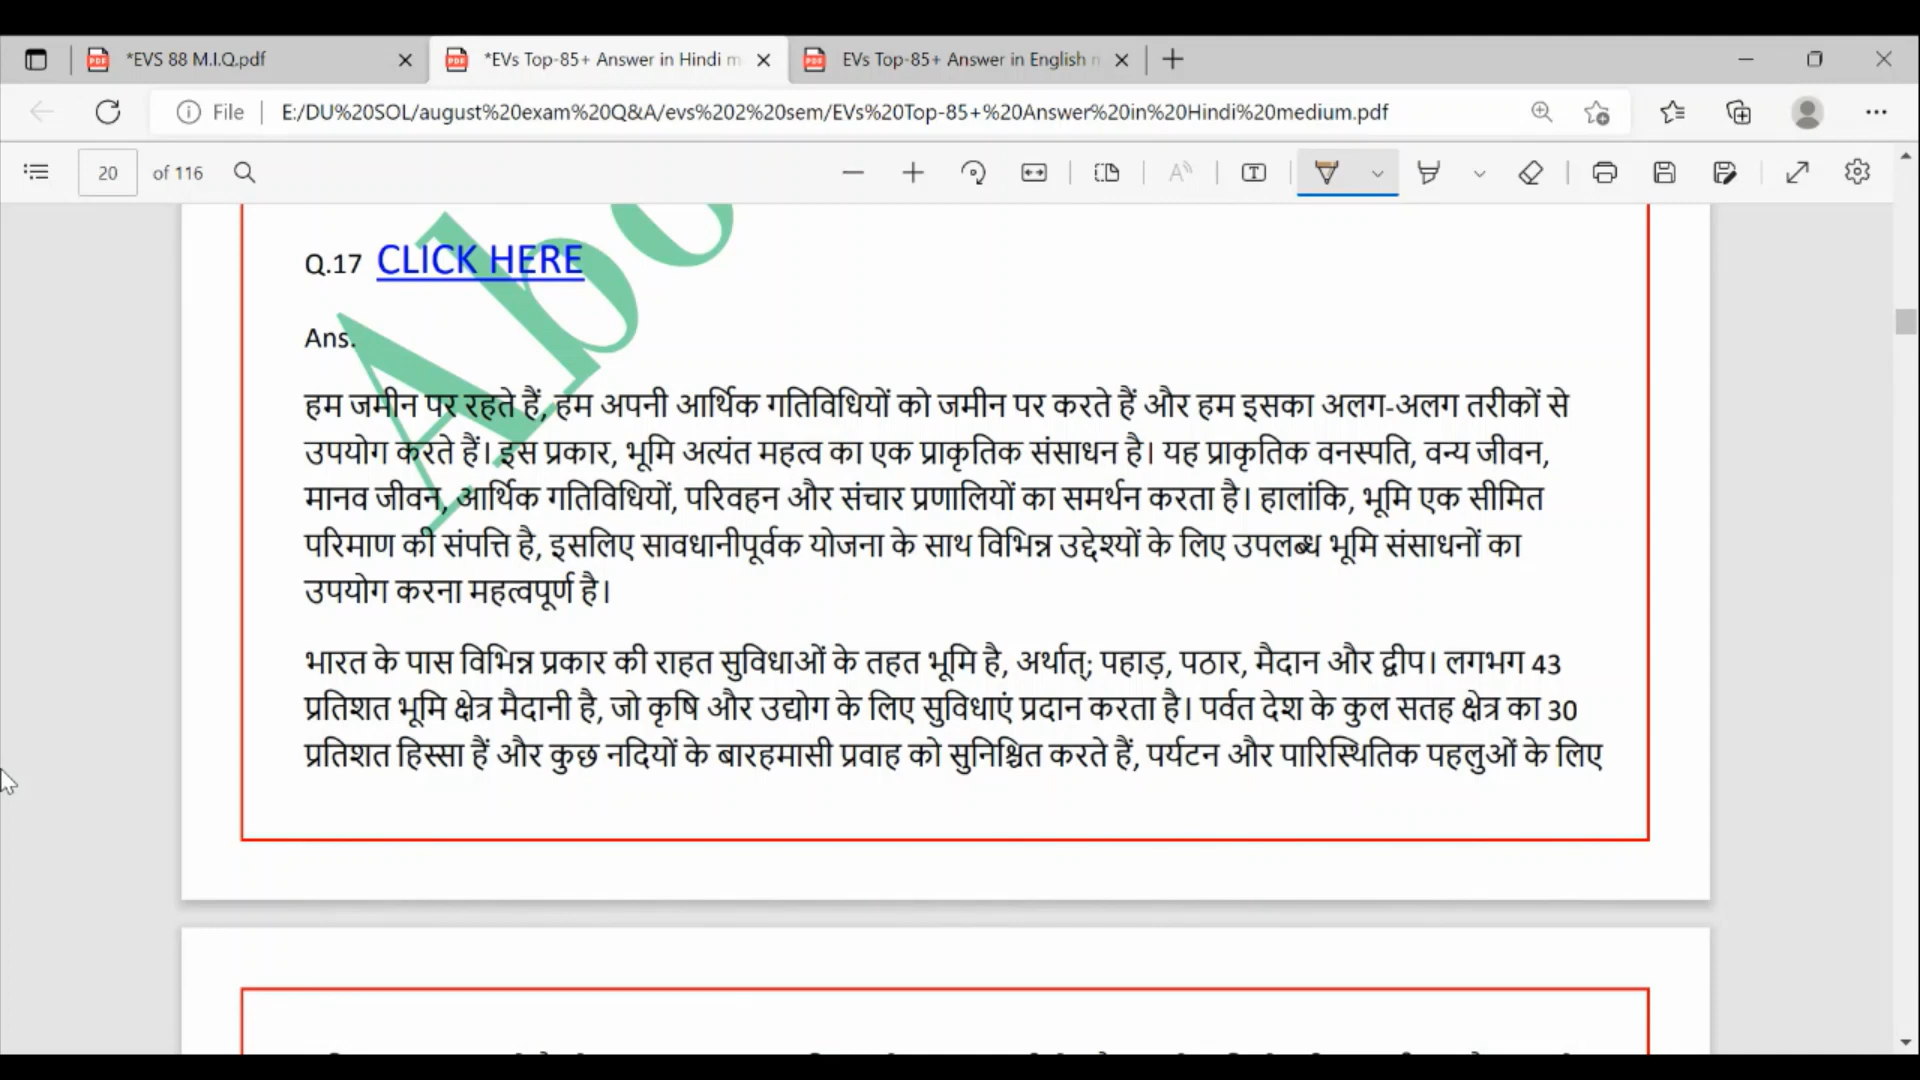 *EVS 88 M.I.Q.pdf
*EVs Top-85+ Answer in Hindi m
EVs Top-85+ Answer in English
File
E:/DU%20SOL/august%20exam%20Q&A/evs%202%20sem/EVs%20Top-85+%20Answer%20in%20Hindi%20medium.pdf
20 of 116
Abo
Q.17 CLICK HERE
Ans.
हम जमीन पर रहते हैं, हम अपनी आर्थिक गतिविधियों को जमीन पर करते हैं और हम इसका अलग-अलग तरीकों से
उपयोग करते हैं। इस प्रकार, भूमि अत्यंत महत्व का एक प्राकृतिक संसाधन है। यह प्राकृतिक वनस्पति, वन्य जीवन,
मानव जीवन, आर्थिक गतिविधियों, परिवहन और संचार प्रणालियों का समर्थन करता है। हालांकि, भूमि एक सीमित
परिमाण की संपत्ति है, इसलिए सावधानीपूर्वक योजना के साथ विभिन्न उद्देश्यों के लिए उपलब्ध भूमि संसाधनों का
उपयोग करना महत्वपूर्ण है।
भारत के पास विभिन्न प्रकार की राहत सुविधाओं के तहत भूमि है, अर्थात्; पहाड़, पठार, मैदान और द्वीप। लगभग 43
प्रतिशत भूमि क्षेत्र मैदानी है, जो कृषि और उद्योग के लिए सुविधाएं प्रदान करता है। पर्वत देश के कुल सतह क्षेत्र का 30
प्रतिशत हिस्सा हैं और कुछ नदियों के बारहमासी प्रवाह को सुनिश्चित करते हैं, पर्यटन और पारिस्थितिक पहलुओं के लिए